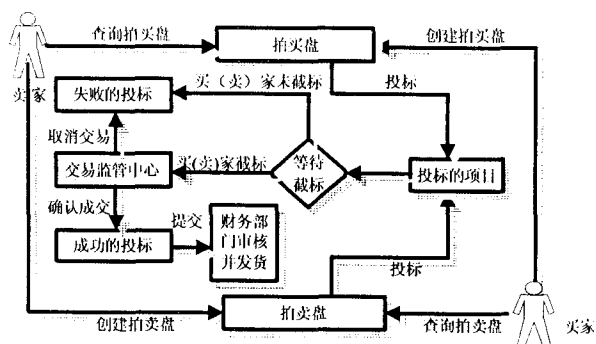 查询拍买盘
拍买盘
创建拍买盘
卖家
失败的投标
买（卖）家未截标
投标
取消交易
交易监管中心
买(卖)家截标
等待
截标
投标的项目
确认成交
成功的投标
提交
财务部
门审核
并发货
投标
创建拍卖盘
拍卖盘
查询拍卖盘
买家